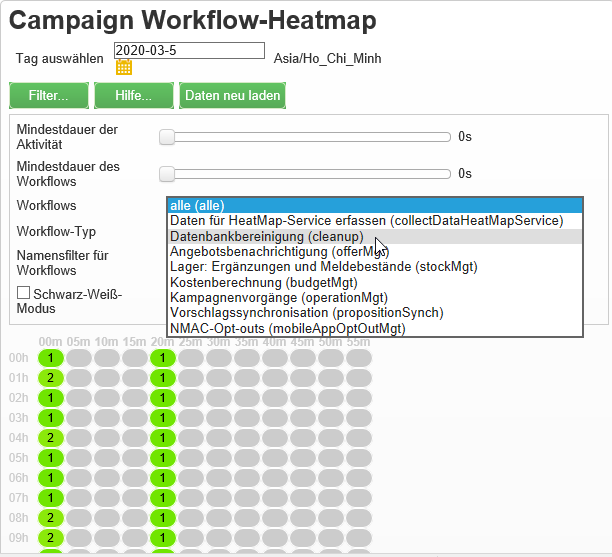 Campaign Workflow-Heatmap
Tag auswählen 2020-03-5 Asia/Ho_Chi_Minh
Filter... Hilfe... Daten neu laden
Mindestdauer der Aktivität 0s
Mindestdauer des Workflows 0s
Workflows
alle (alle)
Daten für HeatMap-Service erfassen (collectDataHeatMapService)
Workflow-Typ
Datenbankbereinigung (cleanup)
Angebotsbenachrichtigung (offerMgt)
Namensfilter für Workflows
Lager: Ergänzungen und Meldebestände (stockMgt)
Kostenberechnung (budgetMgt)
Schwarz-Weiß-Modus
Kampagnenvorgänge (operationMgt)
Vorschlagssynchronisation (propositionSynch)
NMAC-Opt-outs (mobileAppOptOutMgt)
00m 05m 10m 15m 20m 25m 30m 35m 40m 45m 50m 55m
00h 1 1
01h 2 1
02h 1 1
03h 1 1
04h 2 1
05h 1 1
06h 1 1
07h 1 1
08h 2 1
09h 2 1